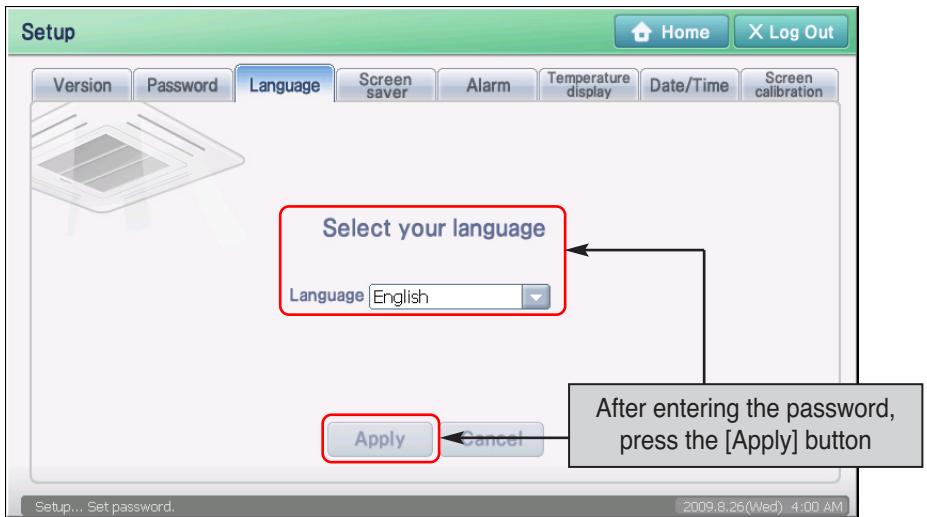 Setup
Home
X Log Out
Version
Password
Language
Screen
saver
Alarm
Temperature
display
Date/Time
Screen
calibration
Select your language
Language English
Apply
Cancel
After entering the password,
press the [Apply] button
Setup... Set password.
2009.8.26(Wed) 4:00 AM